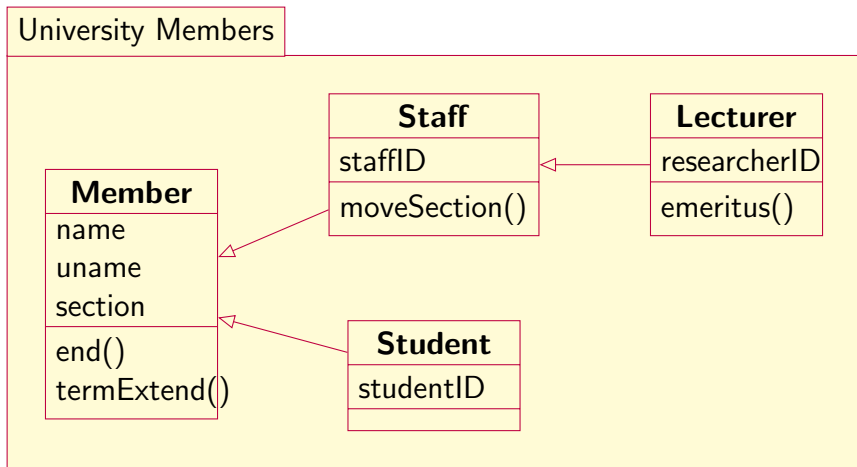 University Members
Member
name
uname
section
end()
termExtend()
Staff
staffID
moveSection()
Student
studentID
Lecturer
researcherID
emeritus()